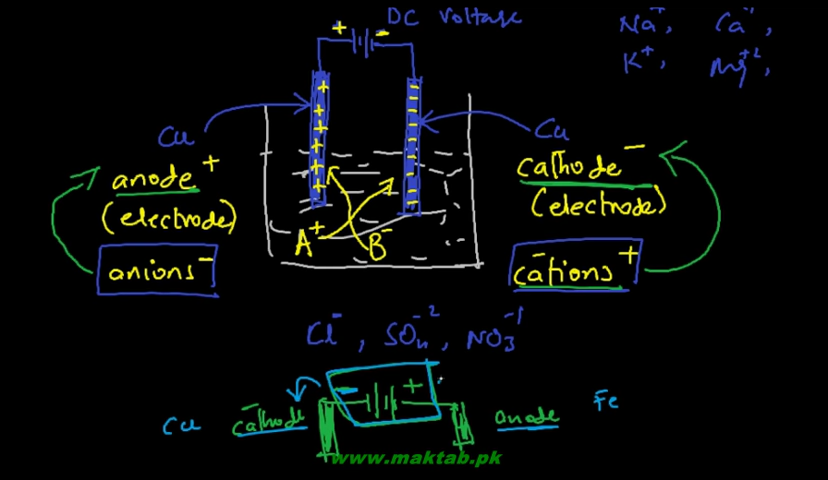 DC voltage
+ −
Na⁺, Ca⁺¹,
K⁺, Mg⁺²,
Cu
Cu
anode⁺
(electrode)
anions⁻
cathode⁻
(electrode)
cations⁺
A⁺ B⁻
Cl⁻, SO₄⁻², NO₃⁻¹
− +
Cu cathode anode Fe
www.maktab.pk